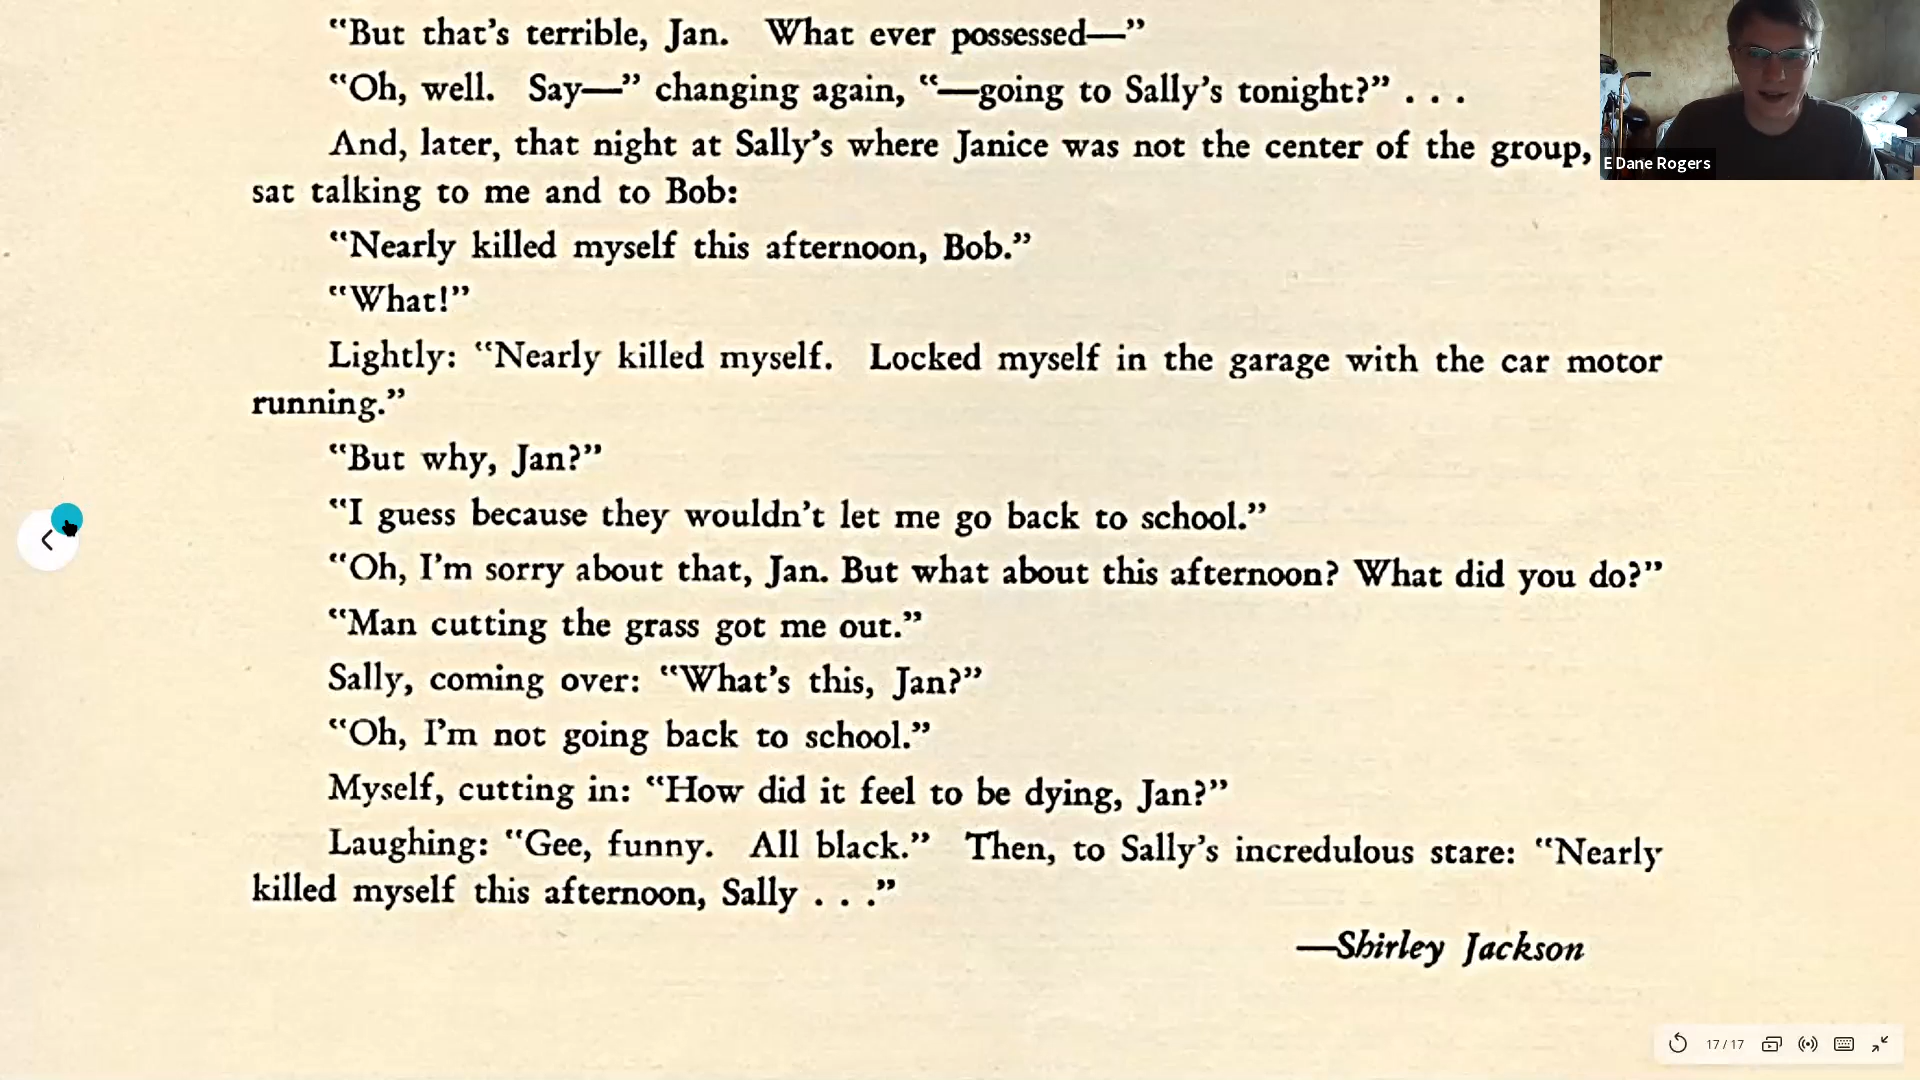 “But that’s terrible, Jan. What ever possessed—”
“Oh, well. Say—” changing again, “—going to Sally’s tonight?” . . .
And, later, that night at Sally’s where Janice was not the center of the group,
sat talking to me and to Bob:
“Nearly killed myself this afternoon, Bob.”
“What!”
Lightly: “Nearly killed myself. Locked myself in the garage with the car motor
running.”
“But why, Jan?”
“I guess because they wouldn’t let me go back to school.”
“Oh, I’m sorry about that, Jan. But what about this afternoon? What did you do?”
“Man cutting the grass got me out.”
Sally, coming over: “What’s this, Jan?”
“Oh, I’m not going back to school.”
Myself, cutting in: “How did it feel to be dying, Jan?”
Laughing: “Gee, funny. All black.” Then, to Sally’s incredulous stare: “Nearly
killed myself this afternoon, Sally . . .”
—Shirley Jackson
E Dane Rogers
17 / 17